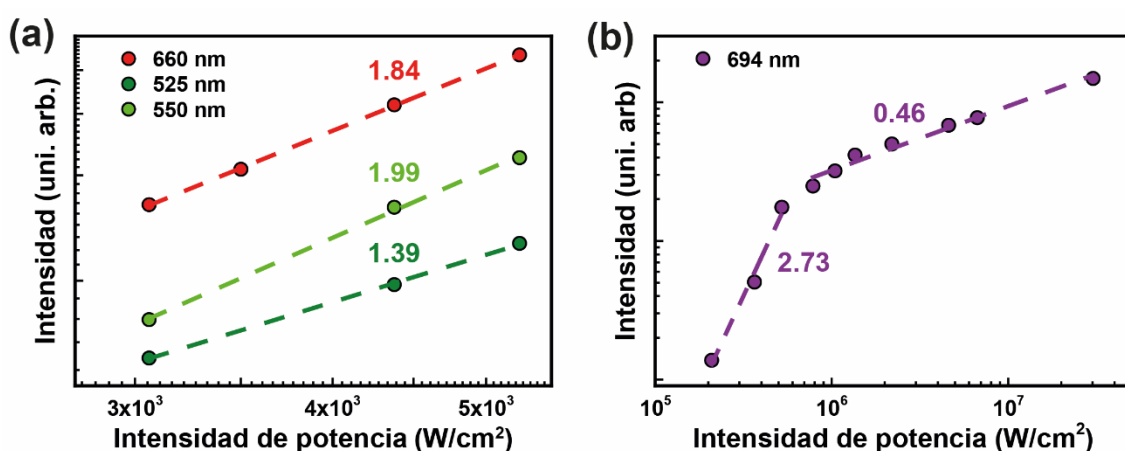 (a)
660 nm
525 nm
550 nm
1.84
1.99
1.39
Intensidad (uni. arb.)
3x10³ 4x10³ 5x10³
Intensidad de potencia (W/cm²)
(b)
694 nm
0.46
2.73
Intensidad (uni. arb)
10⁵ 10⁶ 10⁷
Intensidad de potencia (W/cm²)